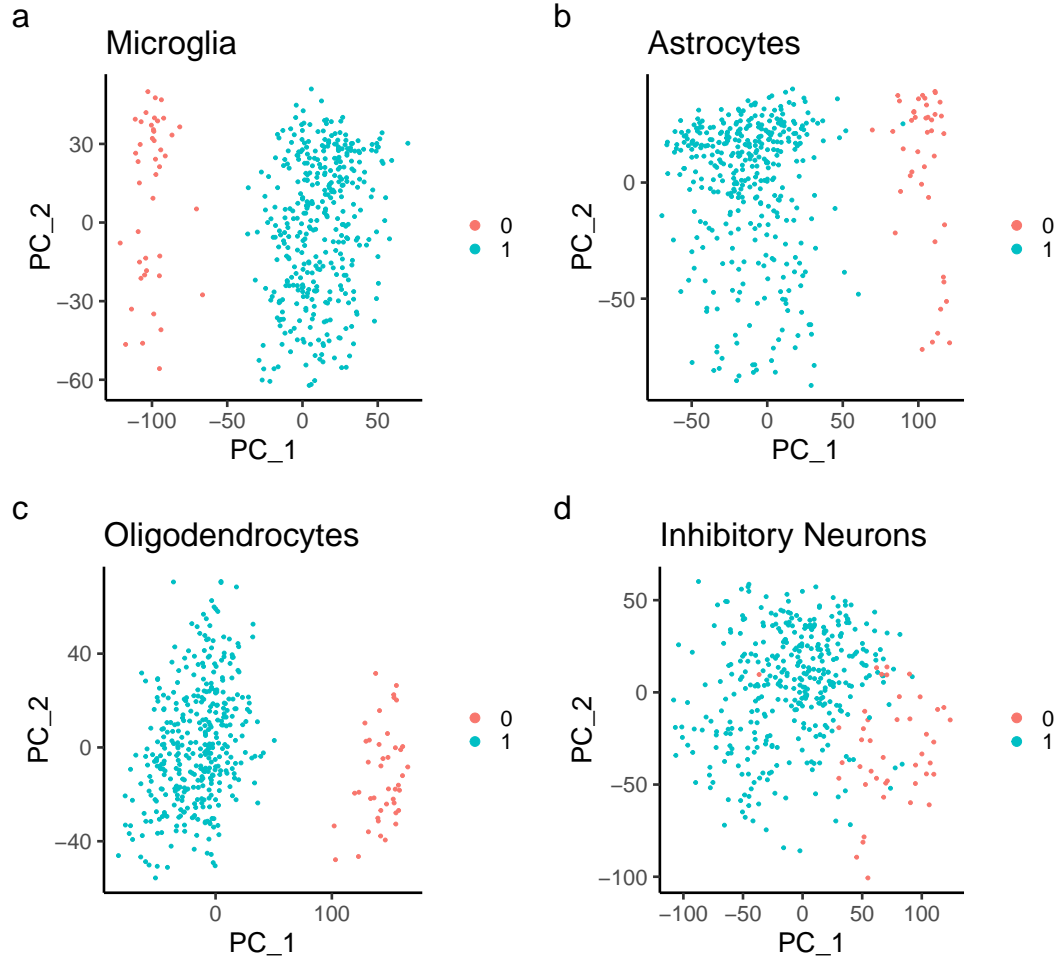 a
Microglia
PC_2
30
0
−30
−60
−100 −50 0 50
PC_1
0
1
b
Astrocytes
PC_2
0
−50
−50 0 50 100
PC_1
0
1
c
Oligodendrocytes
PC_2
40
0
−40
0 100
PC_1
0
1
d
Inhibitory Neurons
PC_2
50
0
−50
−100
−100 −50 0 50 100
PC_1
0
1